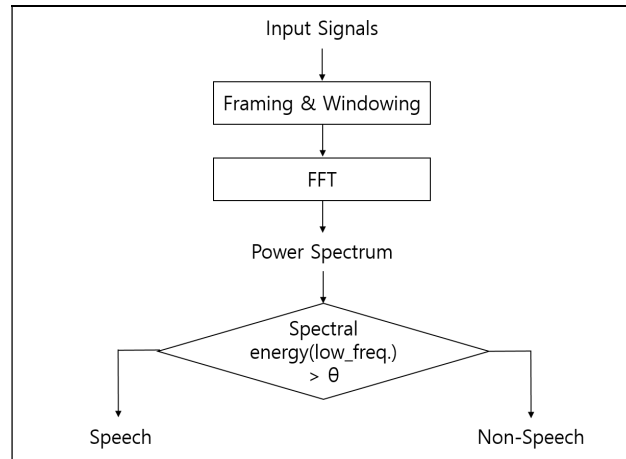 Input Signals
Framing & Windowing
FFT
Power Spectrum
Spectral
energy(low_freq.)
> θ
Speech
Non-Speech